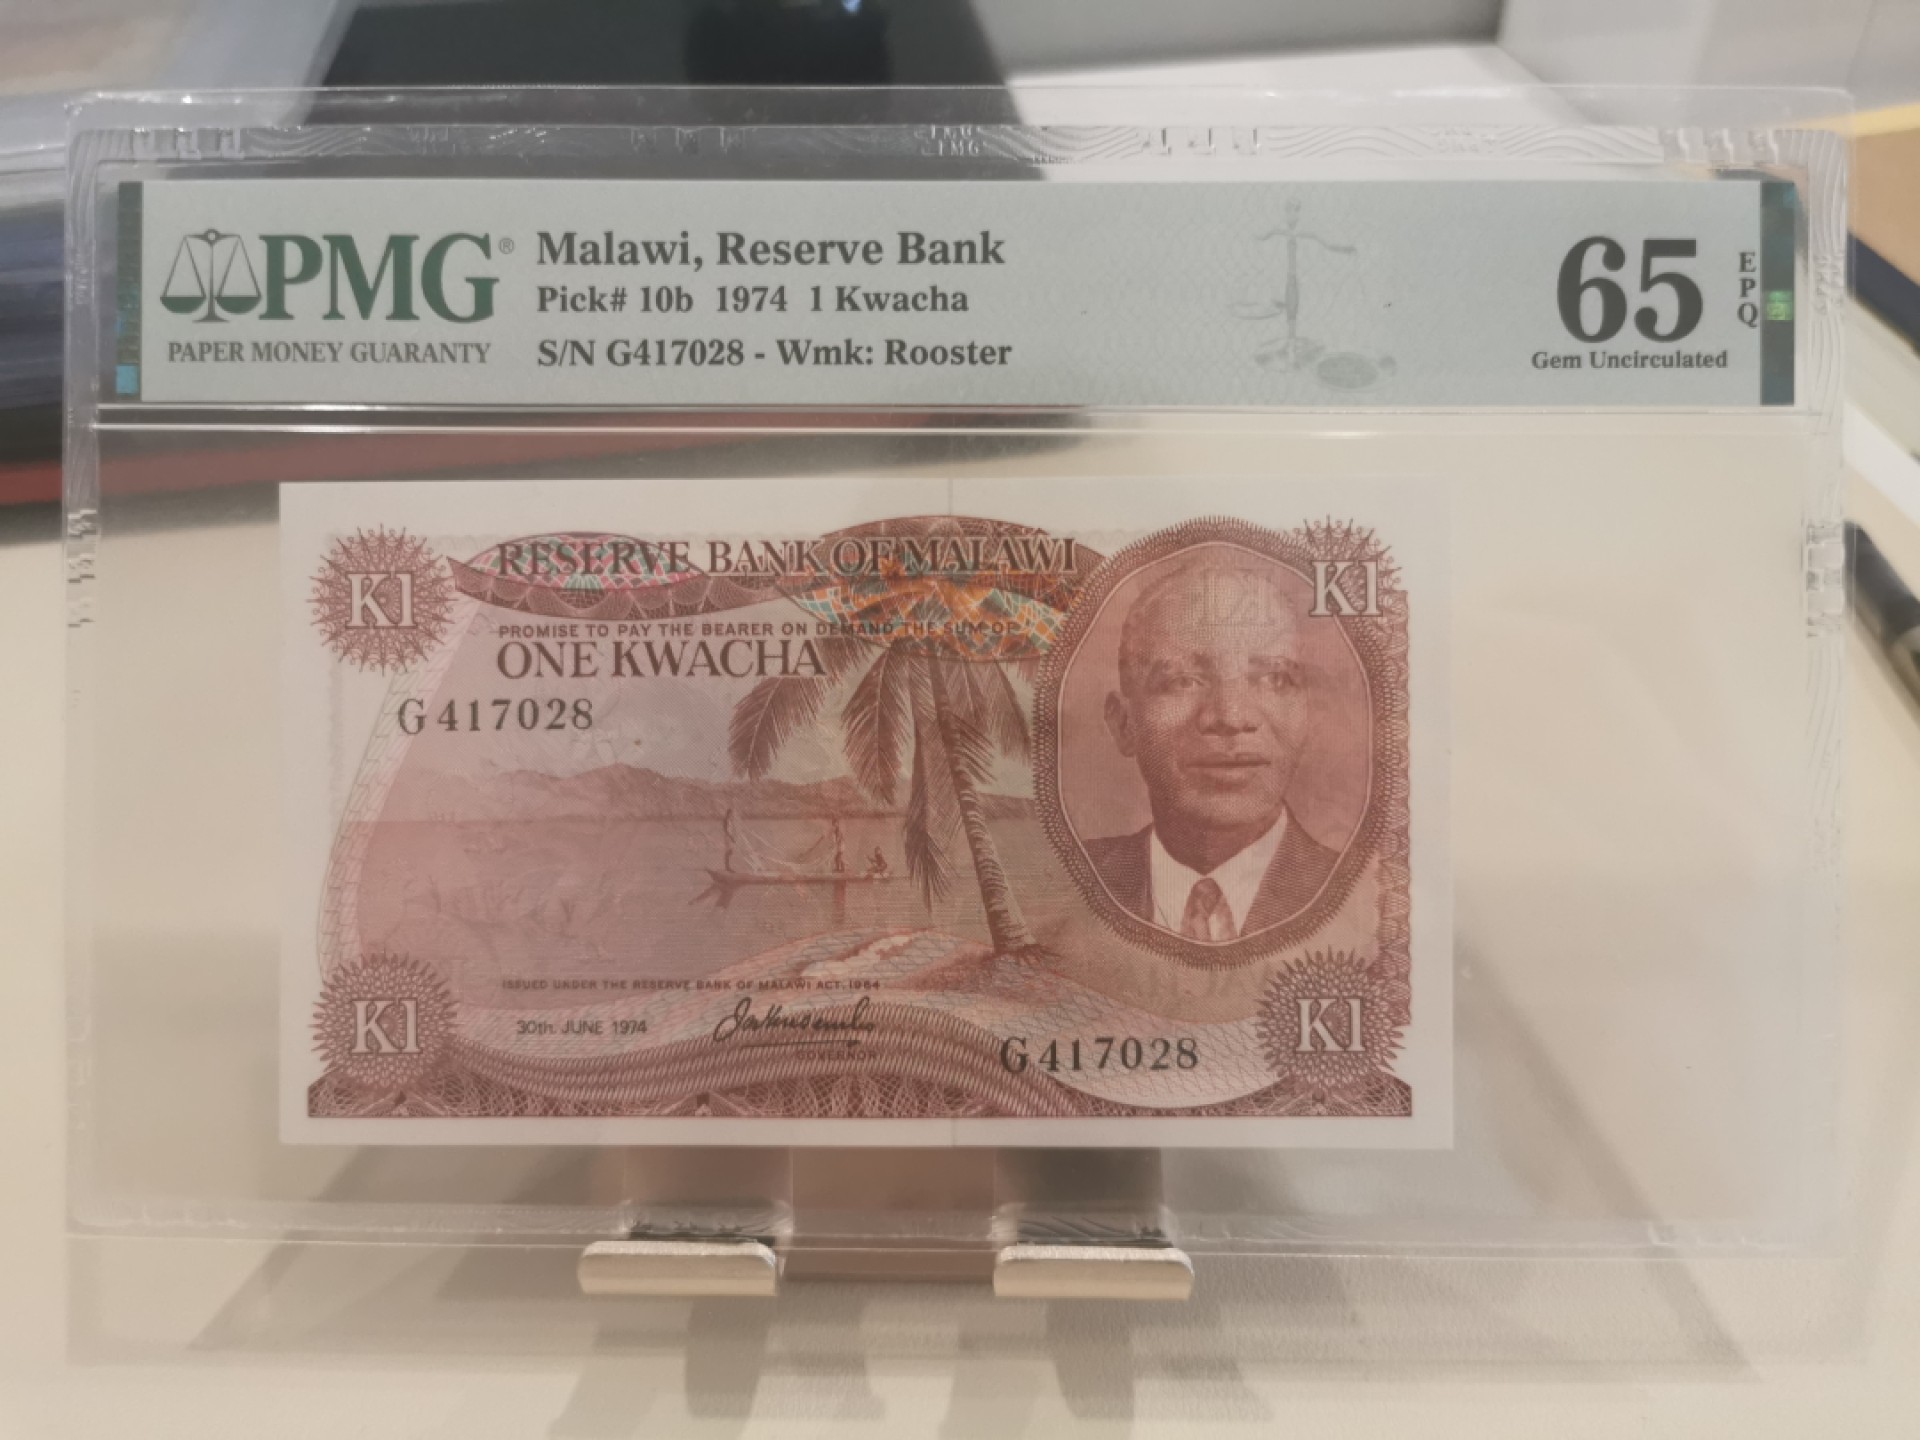 PMG®
PAPER MONEY GUARANTY
Malawi, Reserve Bank
Pick# 10b 1974 1 Kwacha
S/N G417028 - Wmk: Rooster
65
EPQ
Gem Uncirculated
K1
RESERVE BANK OF MALAWI
K1
PROMISE TO PAY THE BEARER ON DEMAND THE SUM OF
ONE KWACHA
G417028
ISSUED UNDER THE RESERVE BANK OF MALAWI ACT, 1964
K1
30th. JUNE 1974
GOVERNOR
G417028
K1